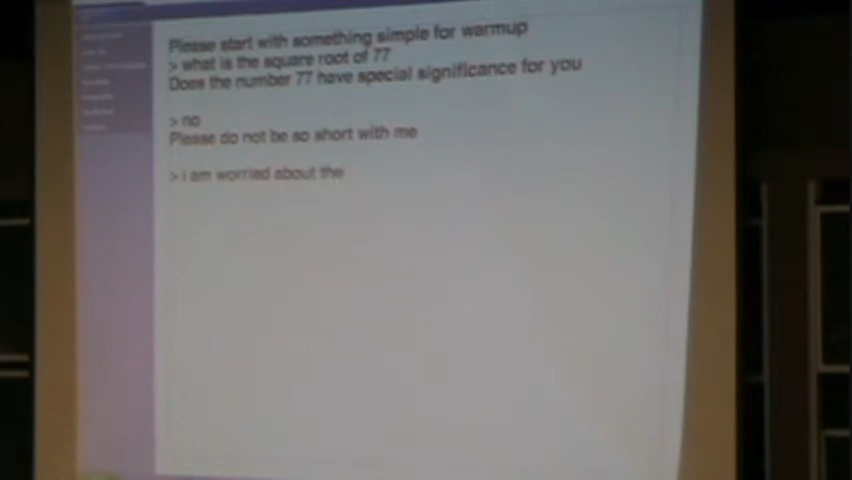 Please start with something simple for warmup
> what is the square root of 77
Does the number 77 have special significance for you
> no
Please do not be so short with me
> i am worried about the